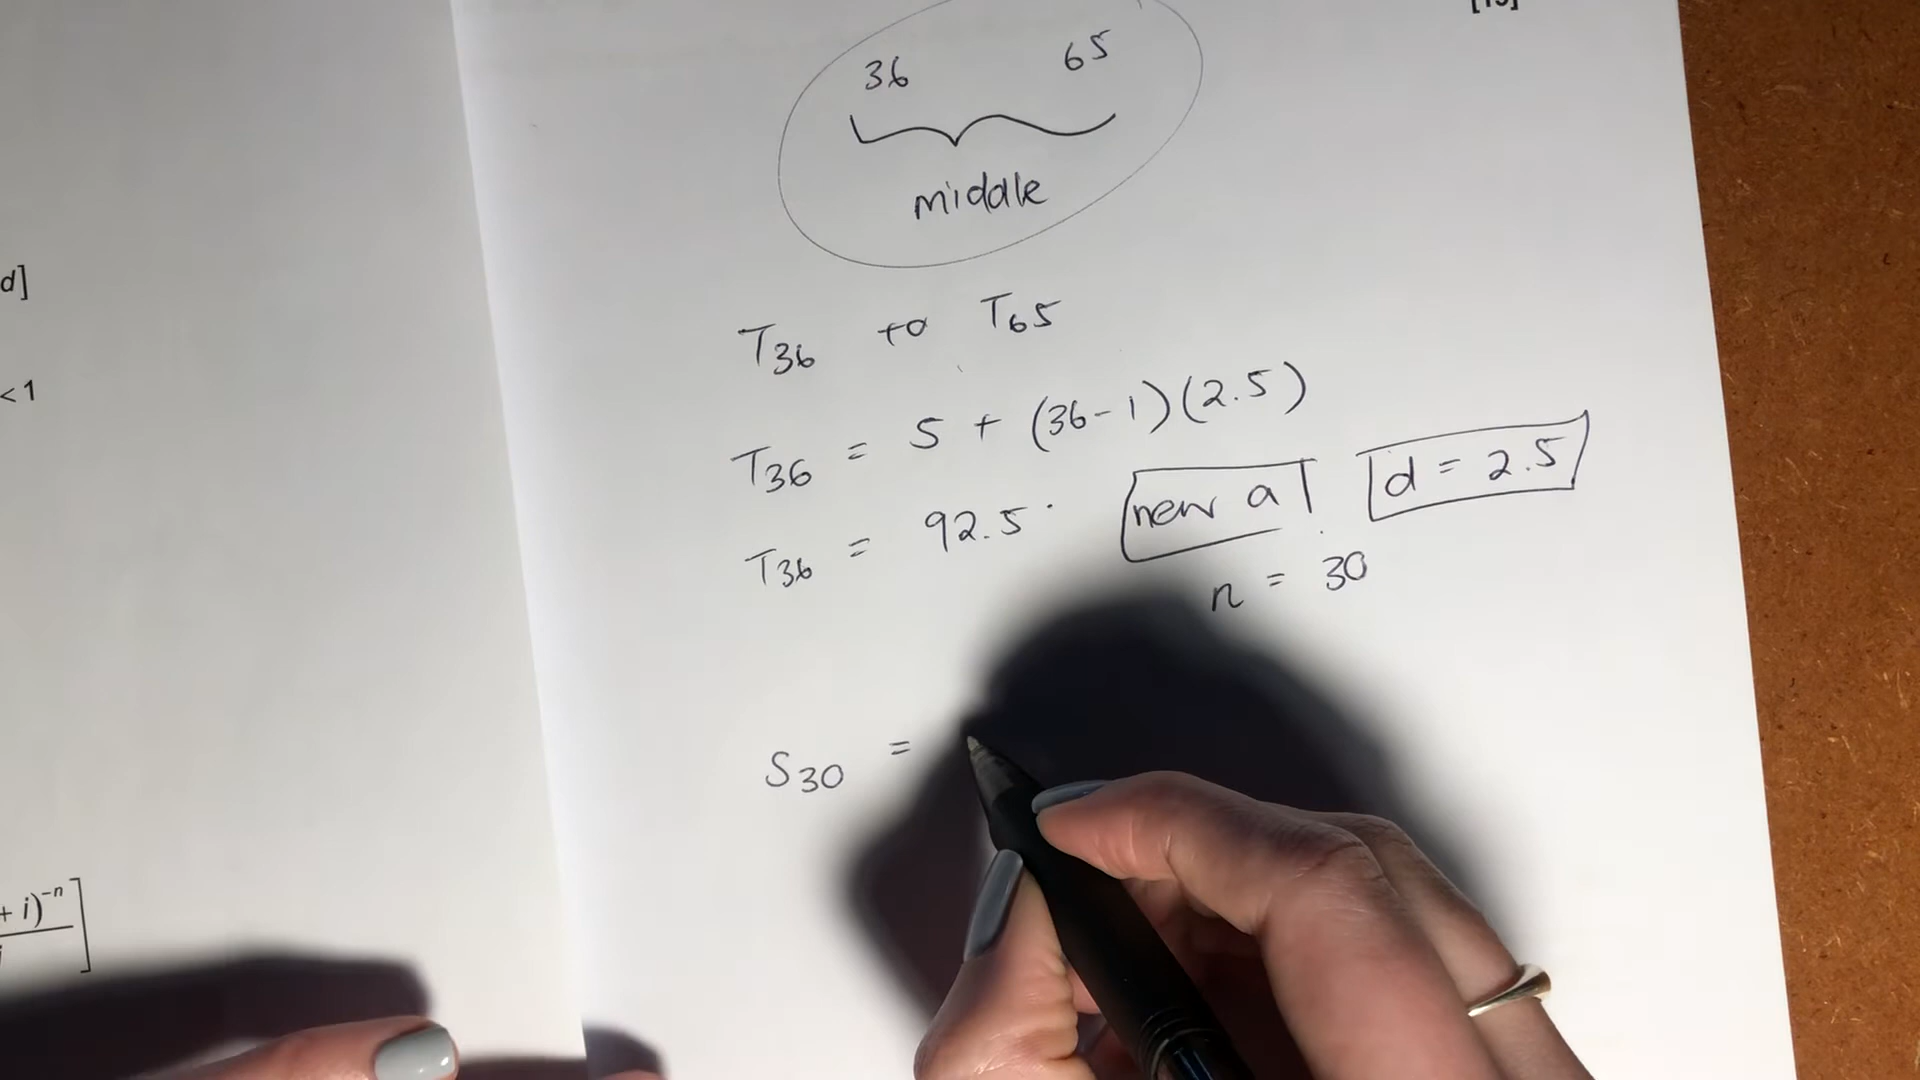 36 65
middle
T36 to T65
T36 = 5 + (36-1)(2.5)
T36 = 92.5 new a d = 2.5
n = 30
S30 =
d]
< 1
+ i)^-n ]